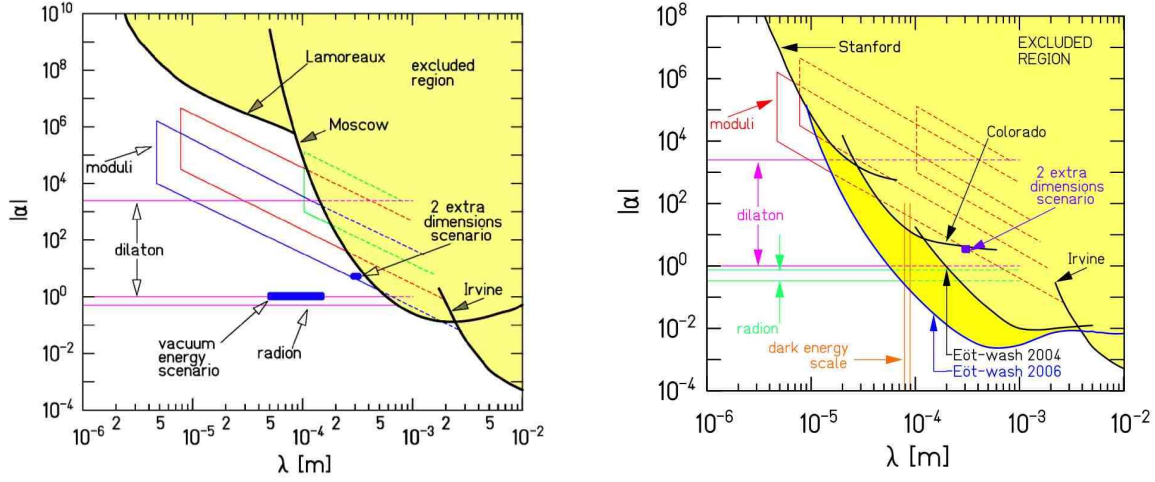 10^10
10^8
10^6
10^4
10^2
10^0
10^-2
10^-4
|α|
Lamoreaux
excluded
region
Moscow
moduli
2 extra
dimensions
scenario
dilaton
Irvine
vacuum
energy
scenario
radion
10^-6 2 5 10^-5 2 5 10^-4 2 5 10^-3 2 5 10^-2
λ [m]
10^8
10^6
10^4
10^2
10^0
10^-2
10^-4
|α|
Stanford
EXCLUDED
REGION
moduli
Colorado
2 extra
dimensions
scenario
dilaton
Irvine
radion
dark energy
scale
Eöt-wash 2004
Eöt-wash 2006
10^-6 10^-5 10^-4 10^-3 10^-2
λ [m]